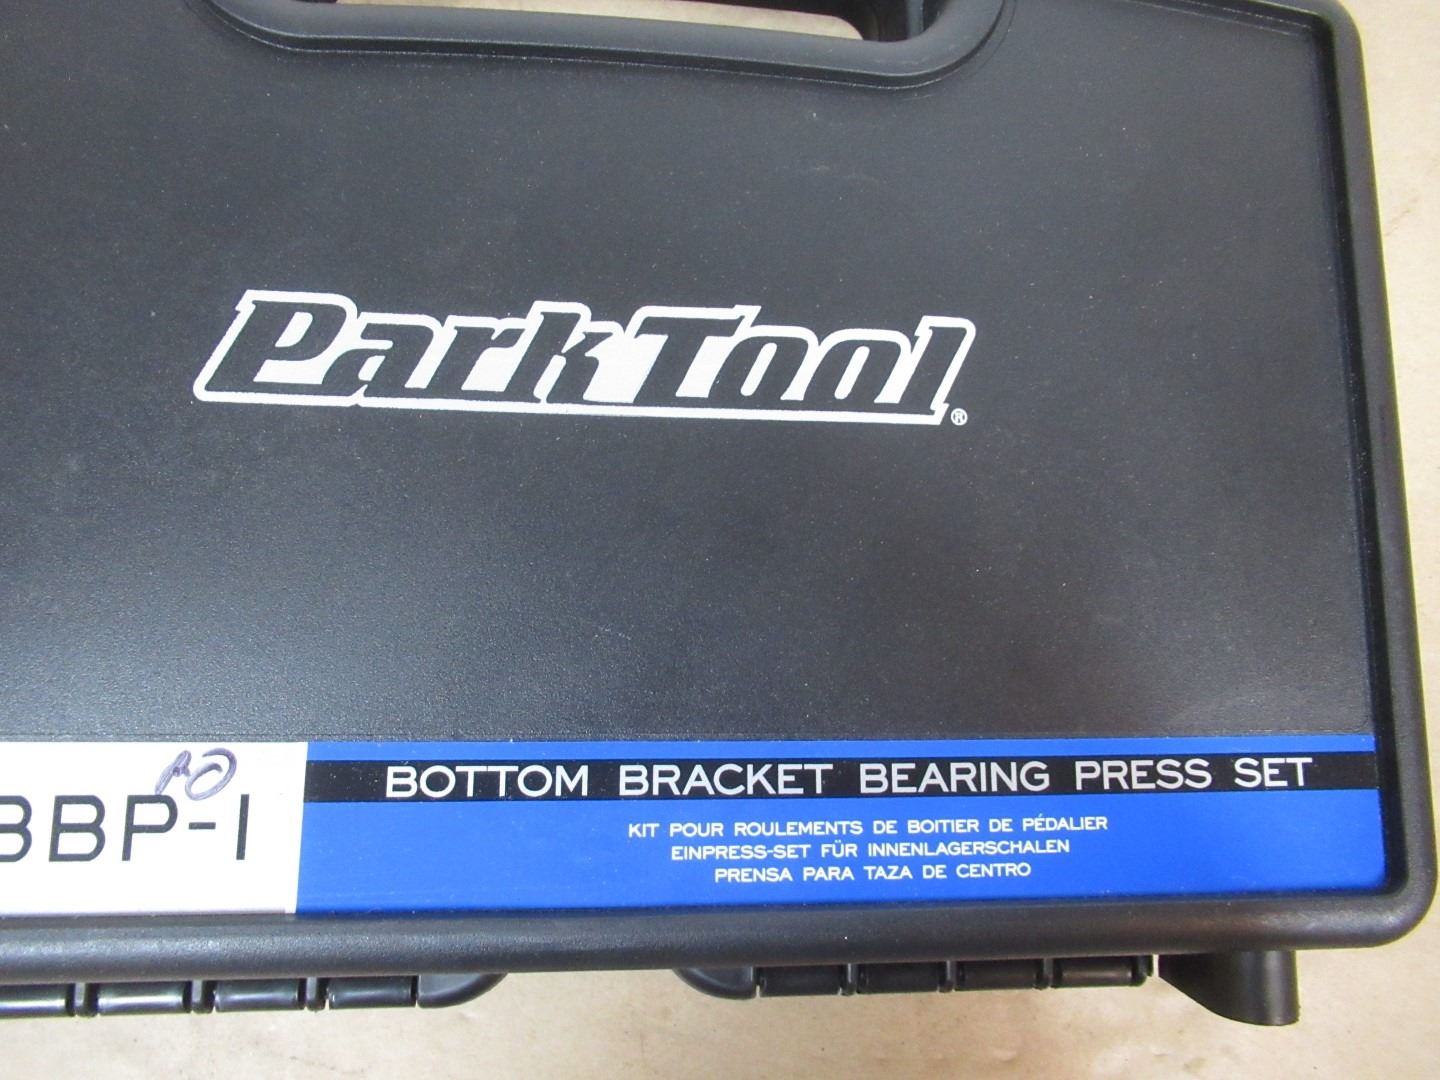 ParkTool®
BBP-1
BOTTOM BRACKET BEARING PRESS SET
KIT POUR ROULEMENTS DE BOITIER DE PÉDALIER
EINPRESS-SET FÜR INNENLAGERSCHALEN
PRENSA PARA TAZA DE CENTRO